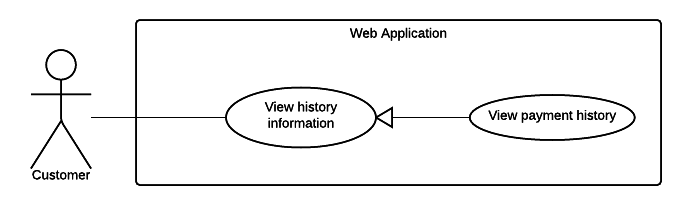 Web Application
View history
information
View payment history
Customer